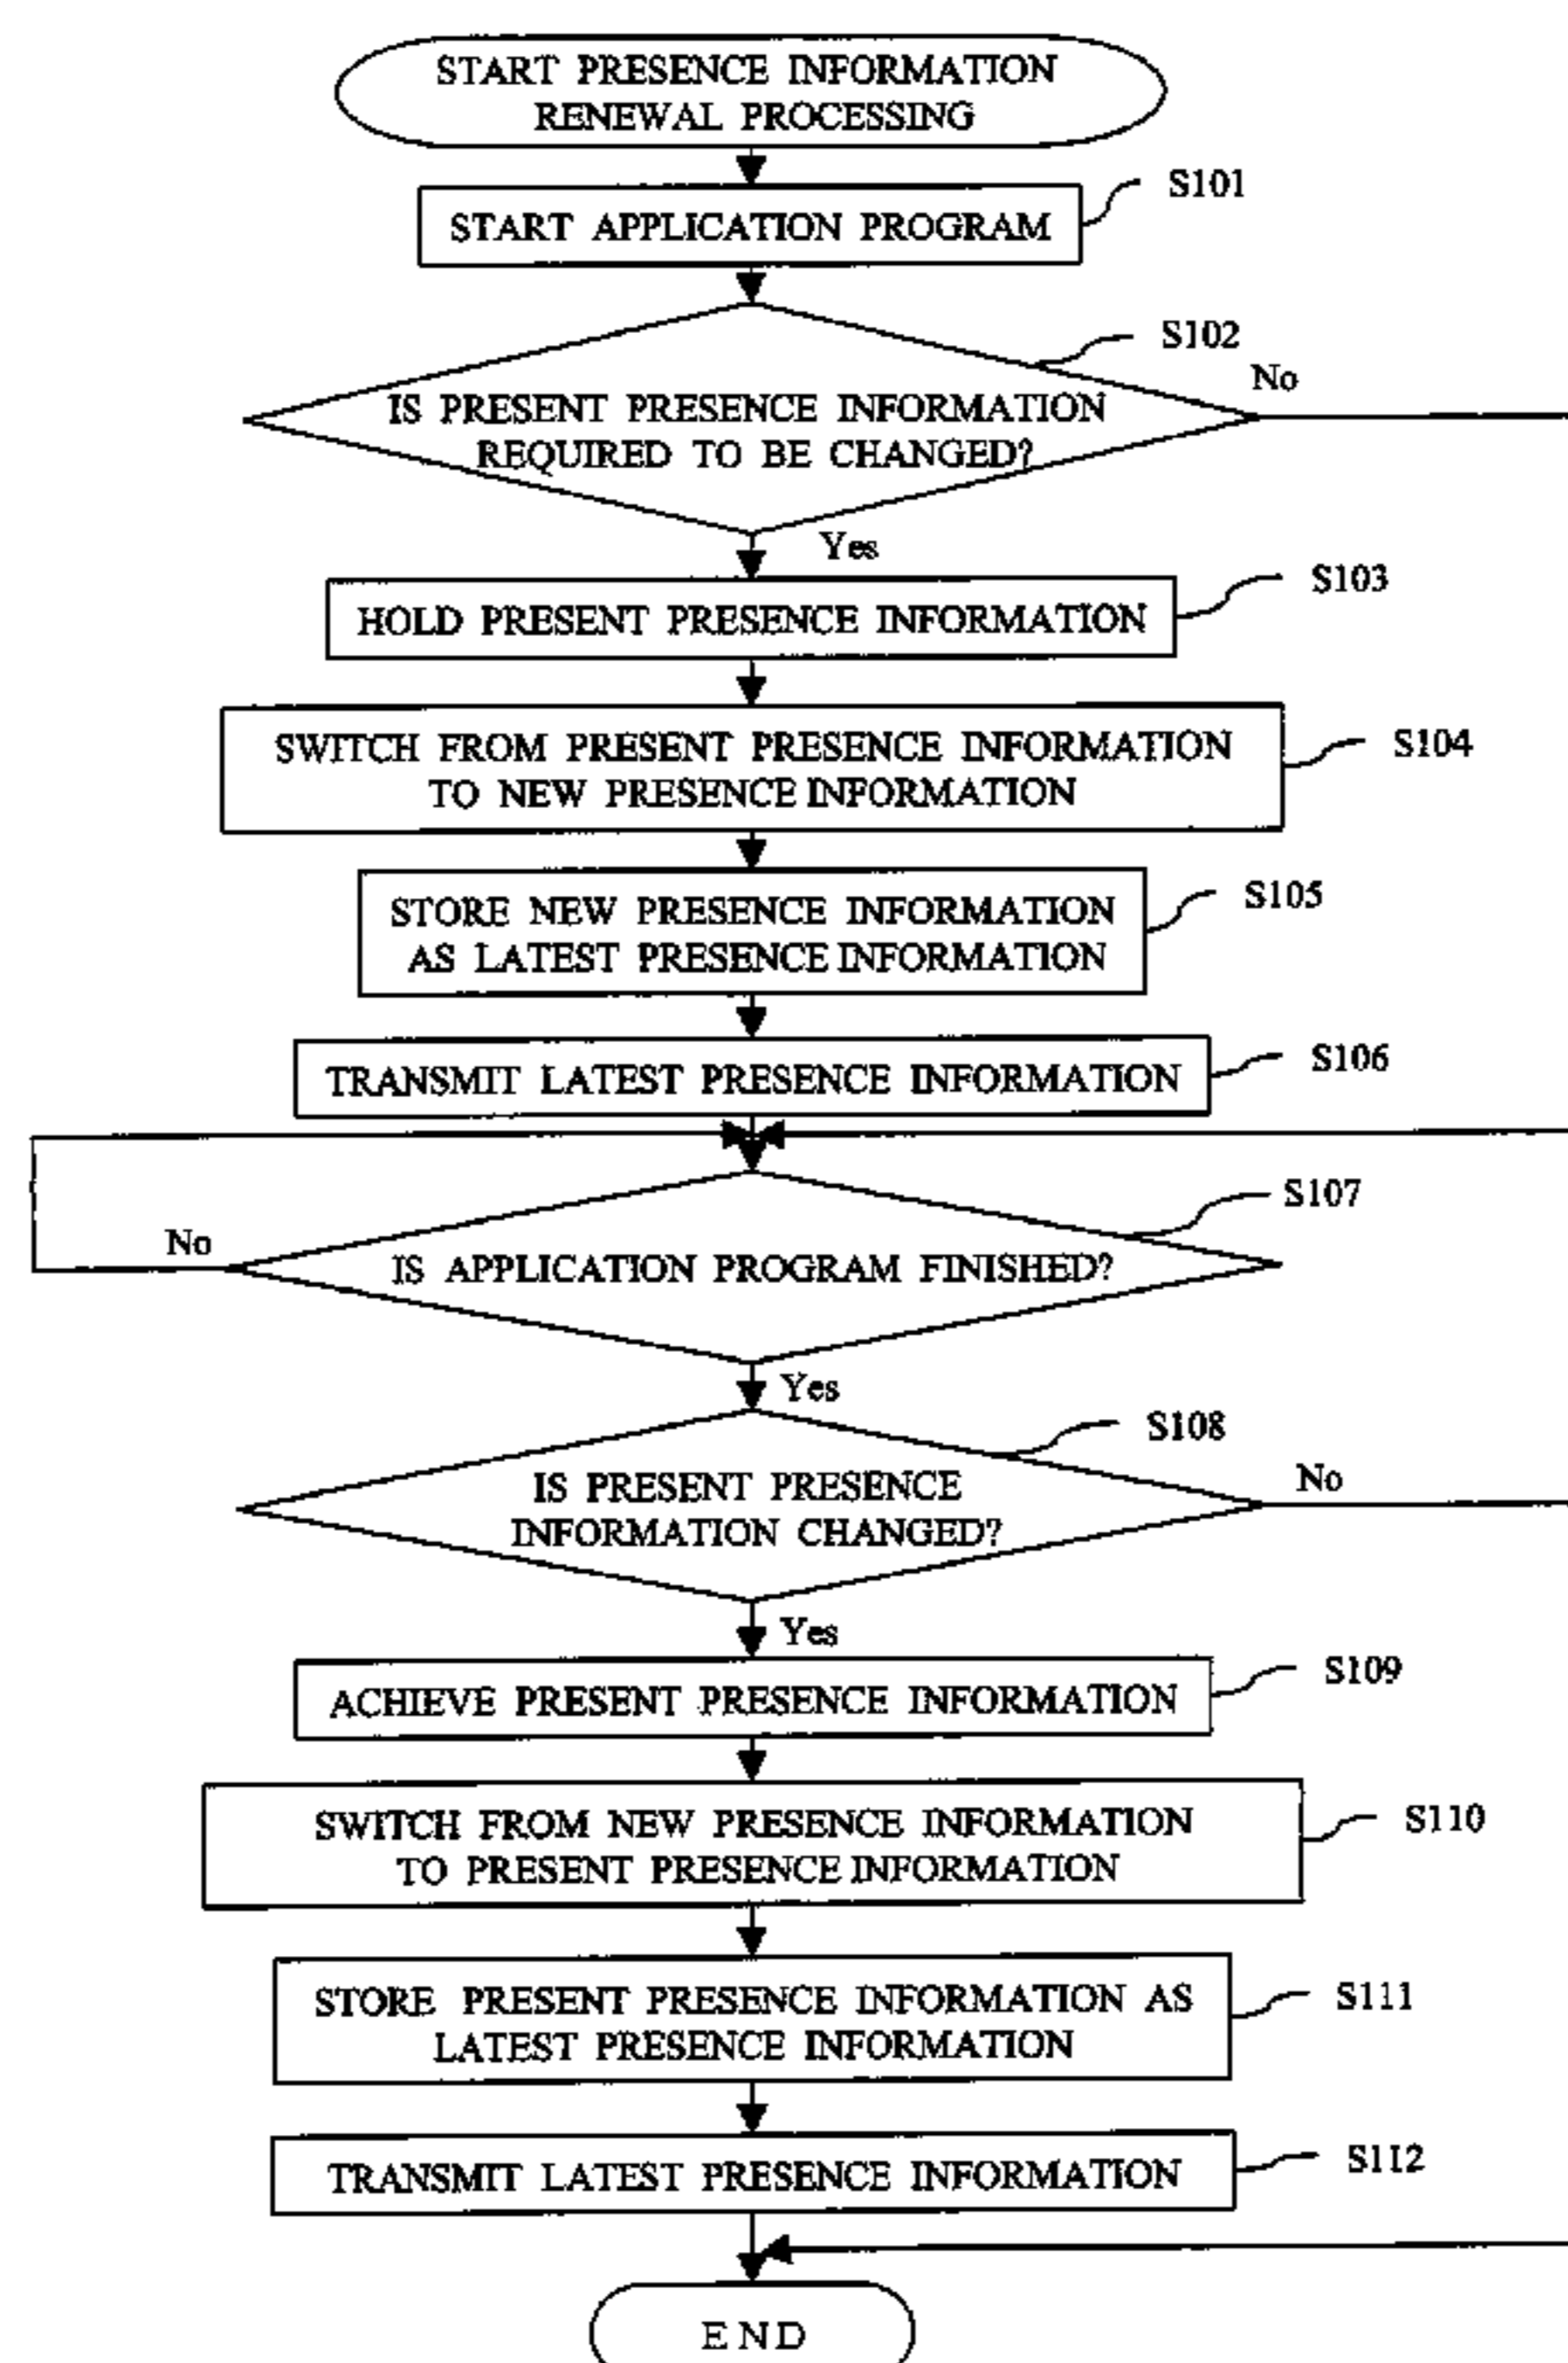 START PRESENCE INFORMATION
RENEWAL PROCESSING
S101
START APPLICATION PROGRAM
S102
No
IS PRESENT PRESENCE INFORMATION
REQUIRED TO BE CHANGED?
Yes
S103
HOLD PRESENT PRESENCE INFORMATION
S104
SWITCH FROM PRESENT PRESENCE INFORMATION
TO NEW PRESENCE INFORMATION
S105
STORE NEW PRESENCE INFORMATION
AS LATEST PRESENCE INFORMATION
S106
TRANSMIT LATEST PRESENCE INFORMATION
S107
No
IS APPLICATION PROGRAM FINISHED?
Yes
S108
No
IS PRESENT PRESENCE
INFORMATION CHANGED?
Yes
S109
ACHIEVE PRESENT PRESENCE INFORMATION
S110
SWITCH FROM NEW PRESENCE INFORMATION
TO PRESENT PRESENCE INFORMATION
S111
STORE PRESENT PRESENCE INFORMATION AS
LATEST PRESENCE INFORMATION
S112
TRANSMIT LATEST PRESENCE INFORMATION
END